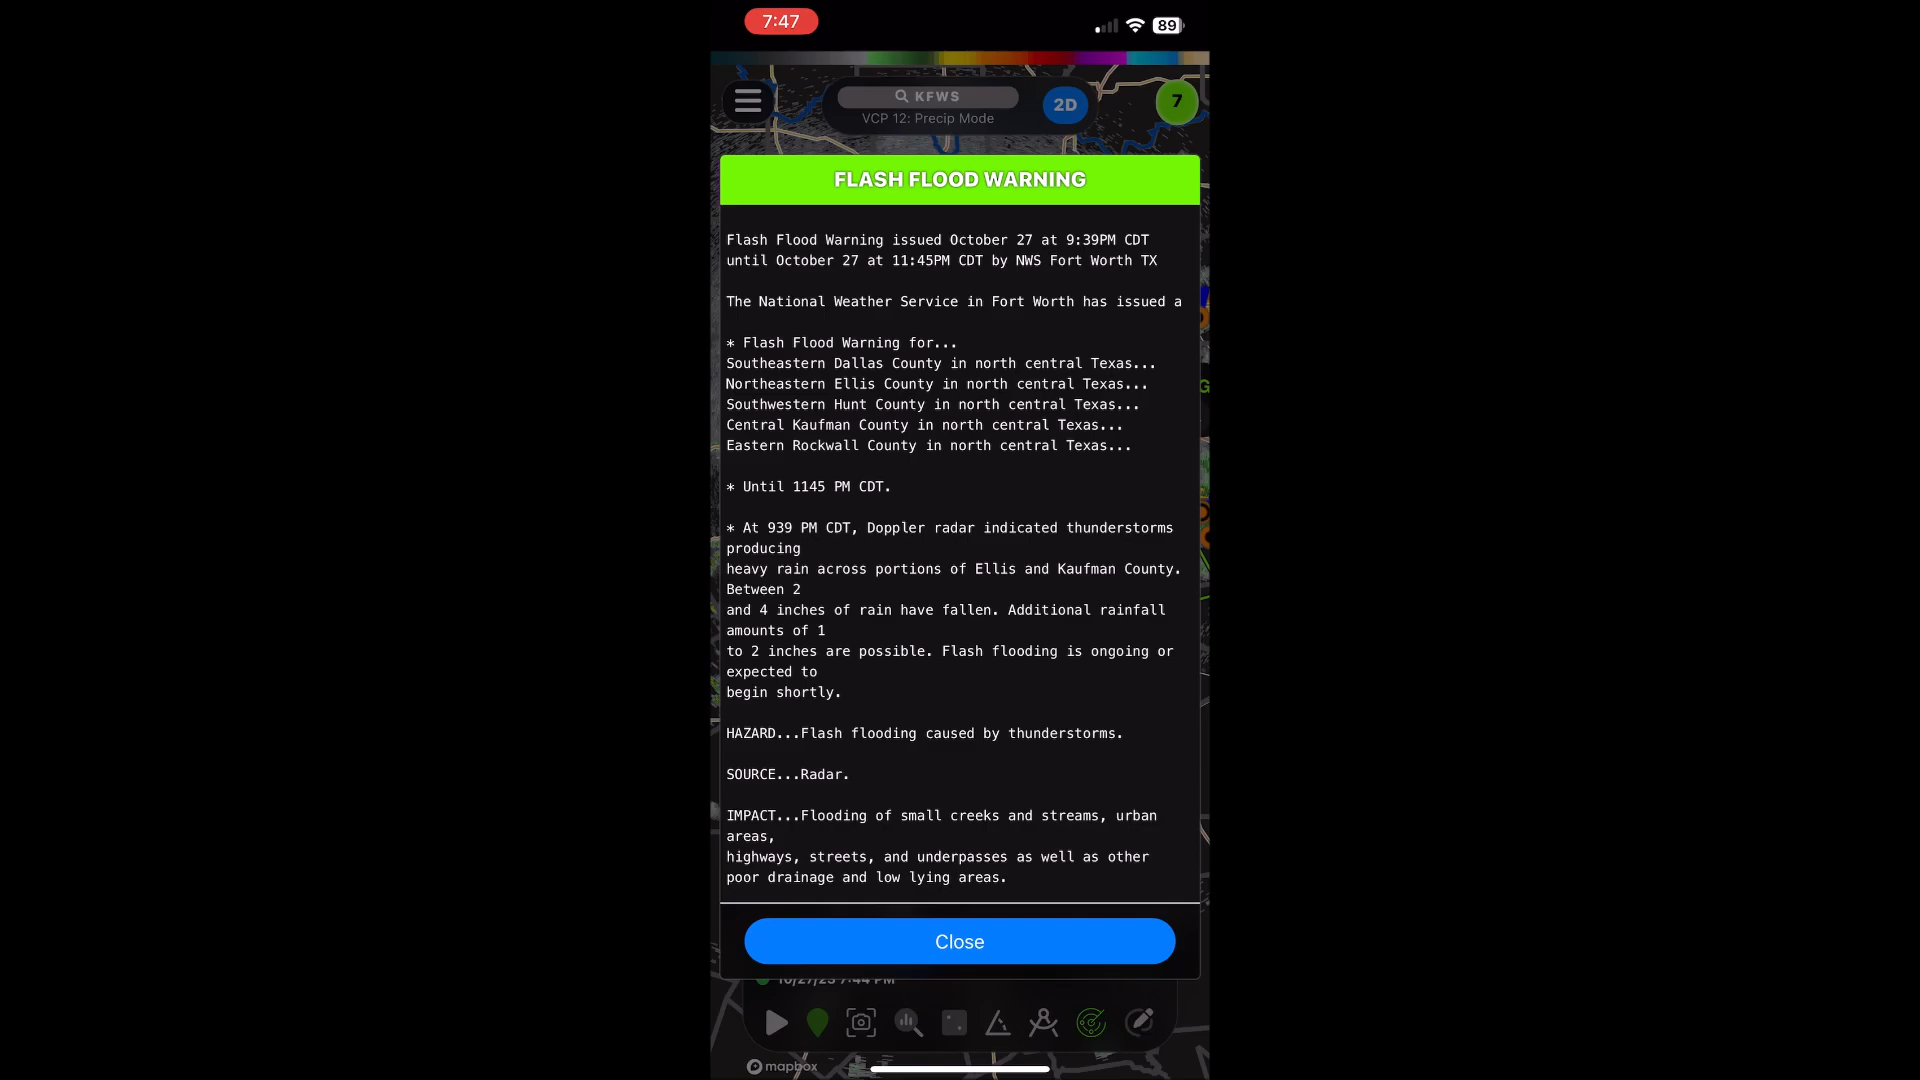 7:47
89
KFWS
2D
7
VCP 12: Precip Mode
FLASH FLOOD WARNING
Flash Flood Warning issued October 27 at 9:39PM CDT
until October 27 at 11:45PM CDT by NWS Fort Worth TX
The National Weather Service in Fort Worth has issued a
* Flash Flood Warning for...
Southeastern Dallas County in north central Texas...
Northeastern Ellis County in north central Texas...
Southwestern Hunt County in north central Texas...
Central Kaufman County in north central Texas...
Eastern Rockwall County in north central Texas...
* Until 1145 PM CDT.
* At 939 PM CDT, Doppler radar indicated thunderstorms
producing
heavy rain across portions of Ellis and Kaufman County.
Between 2
and 4 inches of rain have fallen. Additional rainfall
amounts of 1
to 2 inches are possible. Flash flooding is ongoing or
expected to
begin shortly.
HAZARD...Flash flooding caused by thunderstorms.
SOURCE...Radar.
IMPACT...Flooding of small creeks and streams, urban
areas,
highways, streets, and underpasses as well as other
poor drainage and low lying areas.
Close
10/27/23 7:44 PM
mapbox